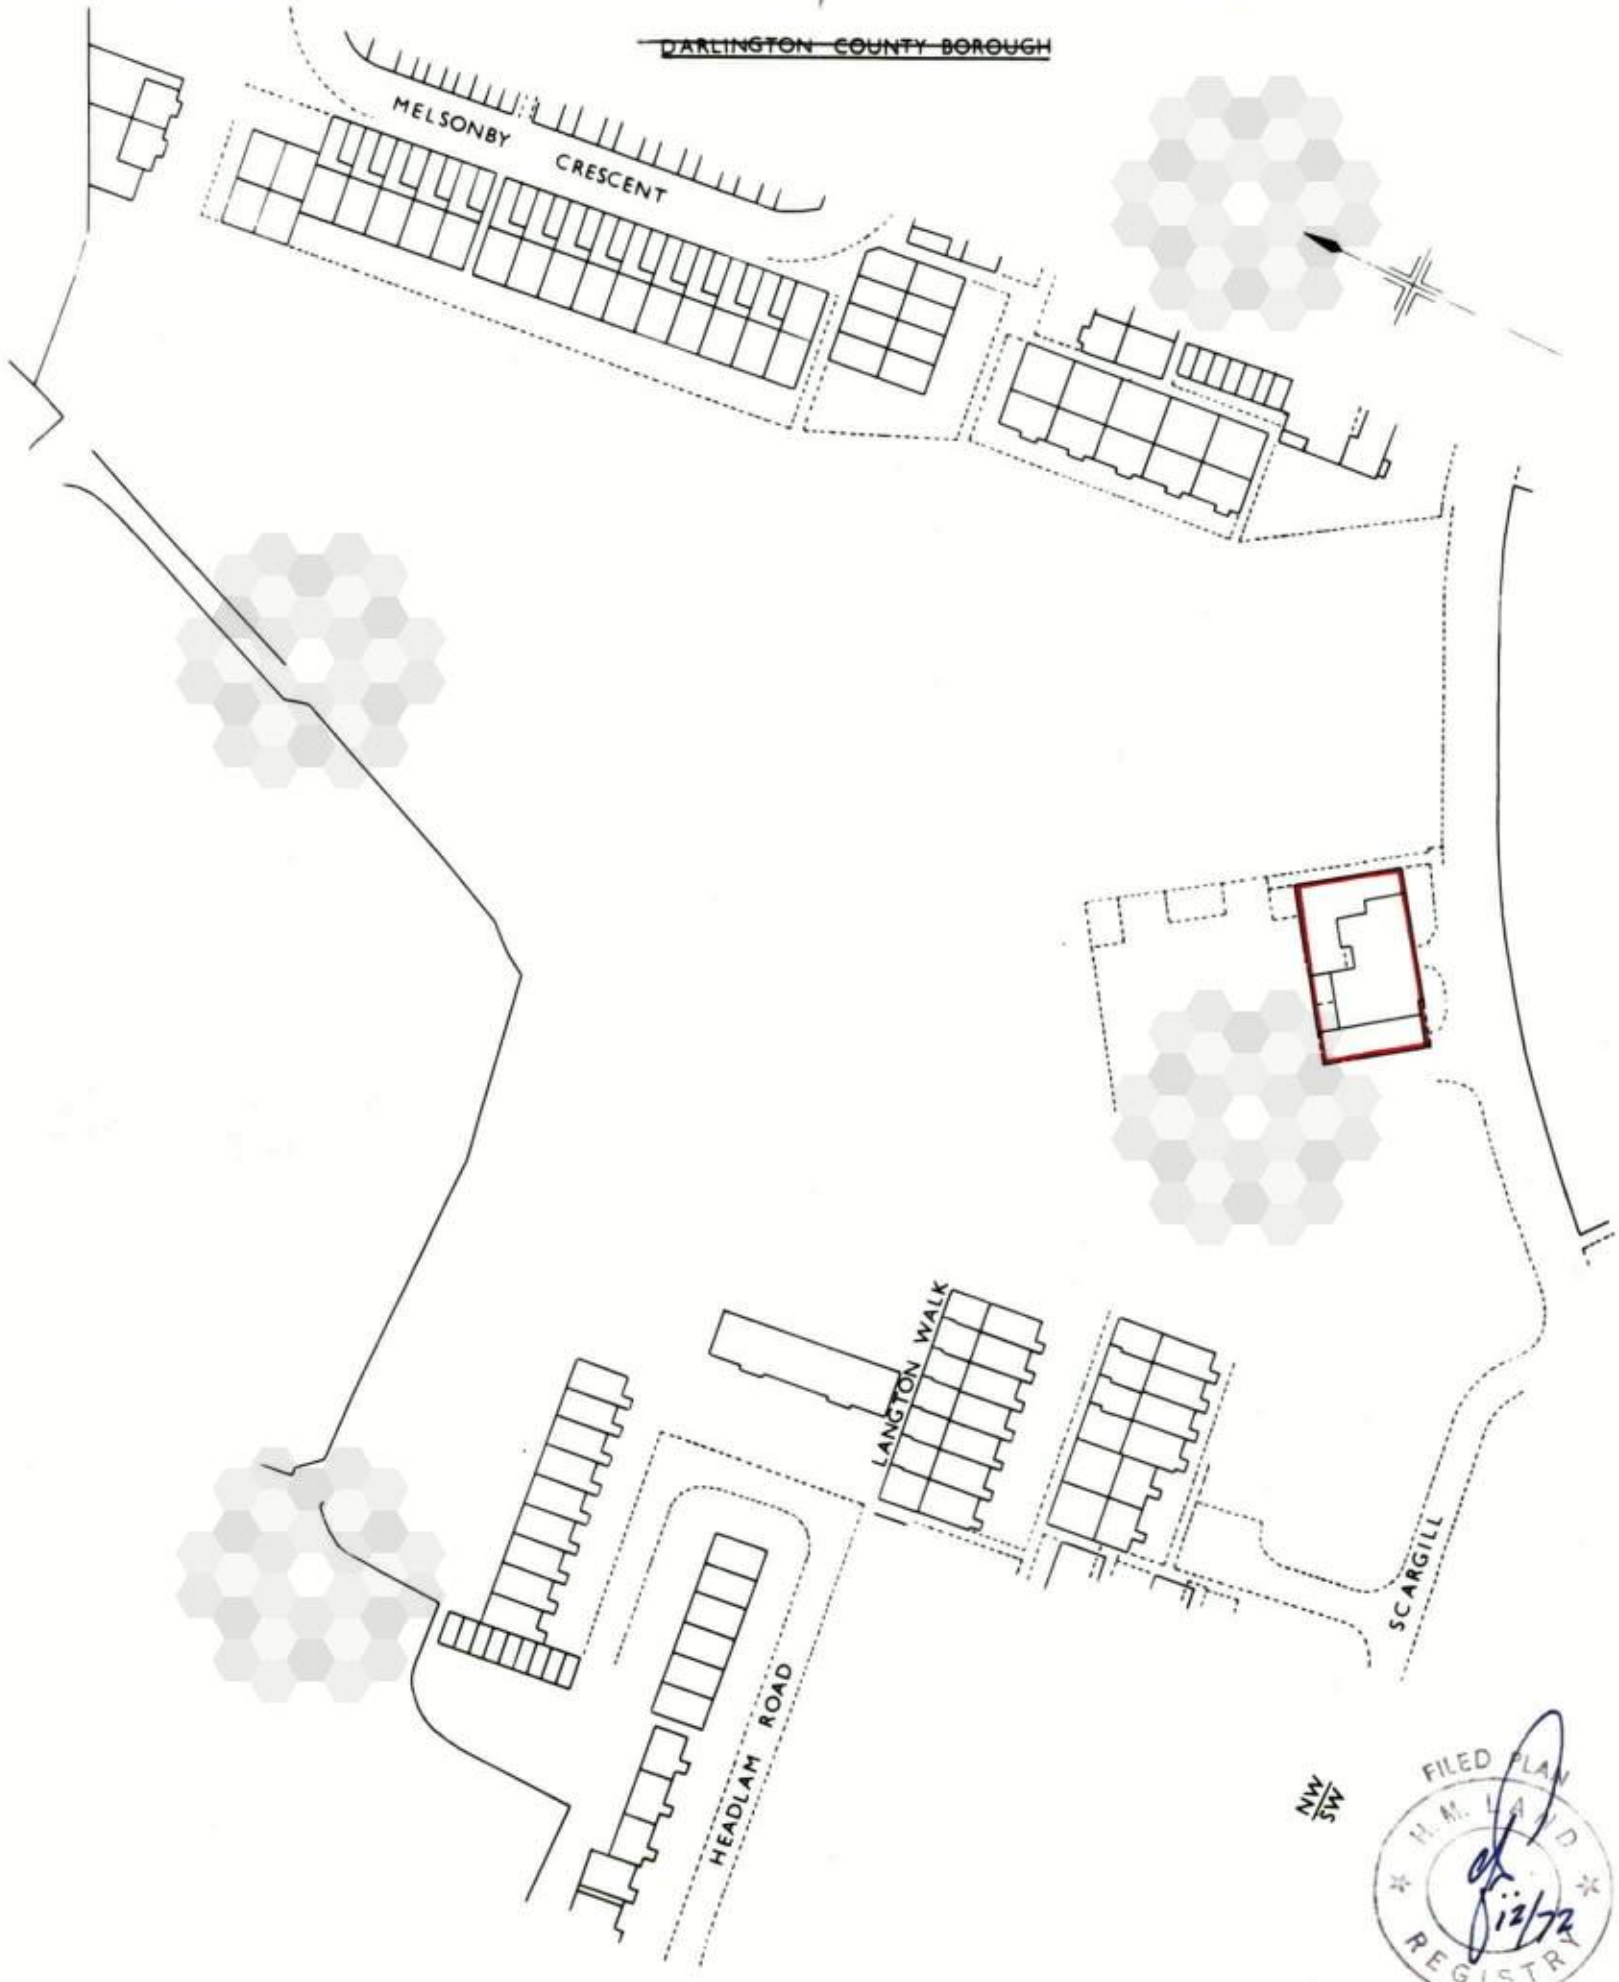 DARLINGTON COUNTY BOROUGH
MELSONBY CRESCENT
LANGTON WALK
SCARGILL
HEADLAM ROAD
NW
SW
FILED PLAN
H.M. LAND
REGISTRY
12/72